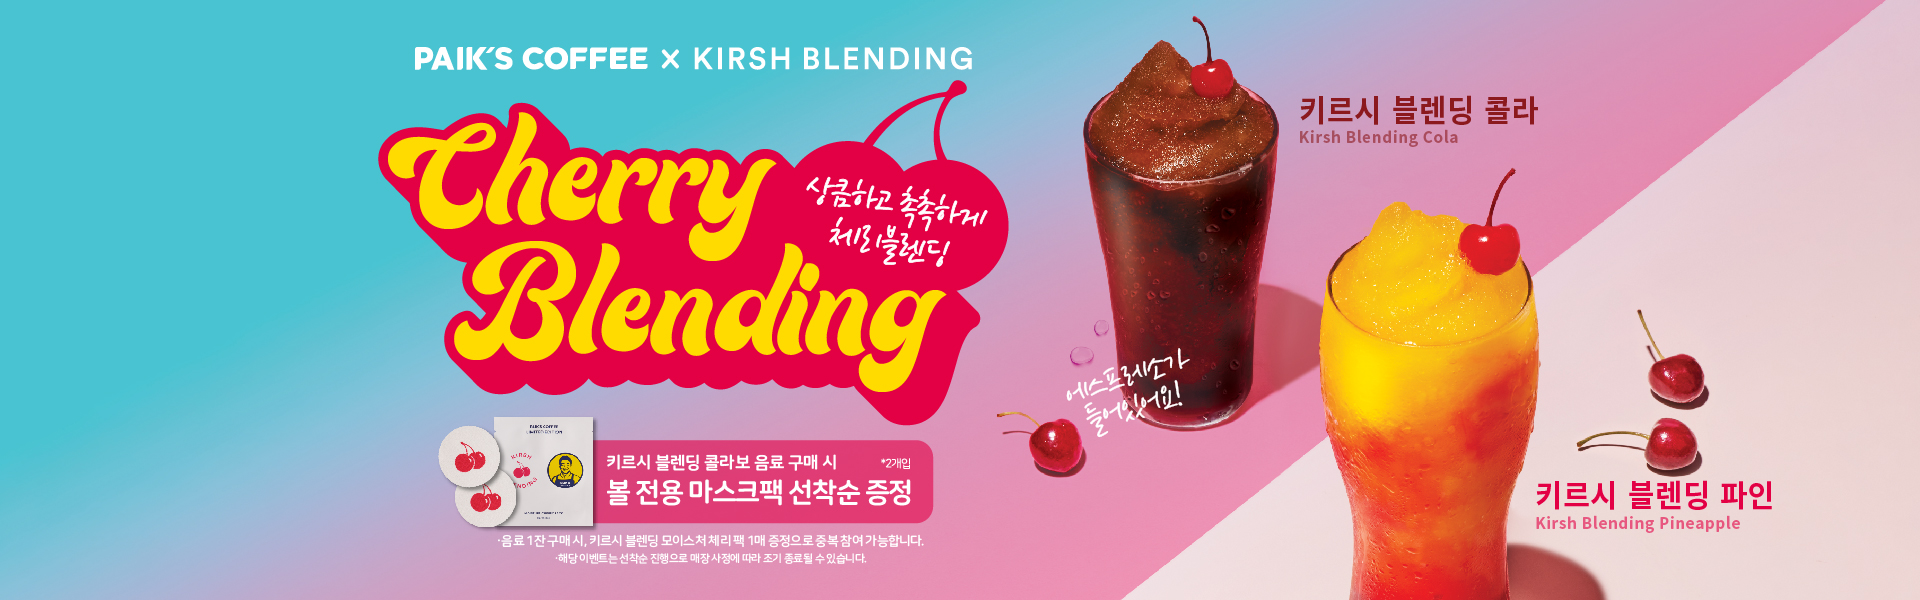 PAIK'S COFFEE × KIRSH BLENDING
Cherry
Blending
상큼하고 촉촉하게
체리블렌딩
키르시 블렌딩 콜라
Kirsh Blending Cola
에스프레소가
들어있어요!
키르시 블렌딩 파인
Kirsh Blending Pineapple
PAIK'S COFFEE
LIMITED EDITION
KIRSH
BLENDING
키르시 블렌딩 콜라보 음료 구매 시 *2개입
볼 전용 마스크팩 선착순 증정
·음료 1잔 구매 시, 키르시 블렌딩 모이스처 체리 팩 1매 증정으로 중복 참여 가능합니다.
·해당 이벤트는 선착순 진행으로 매장 사정에 따라 조기 종료될 수 있습니다.